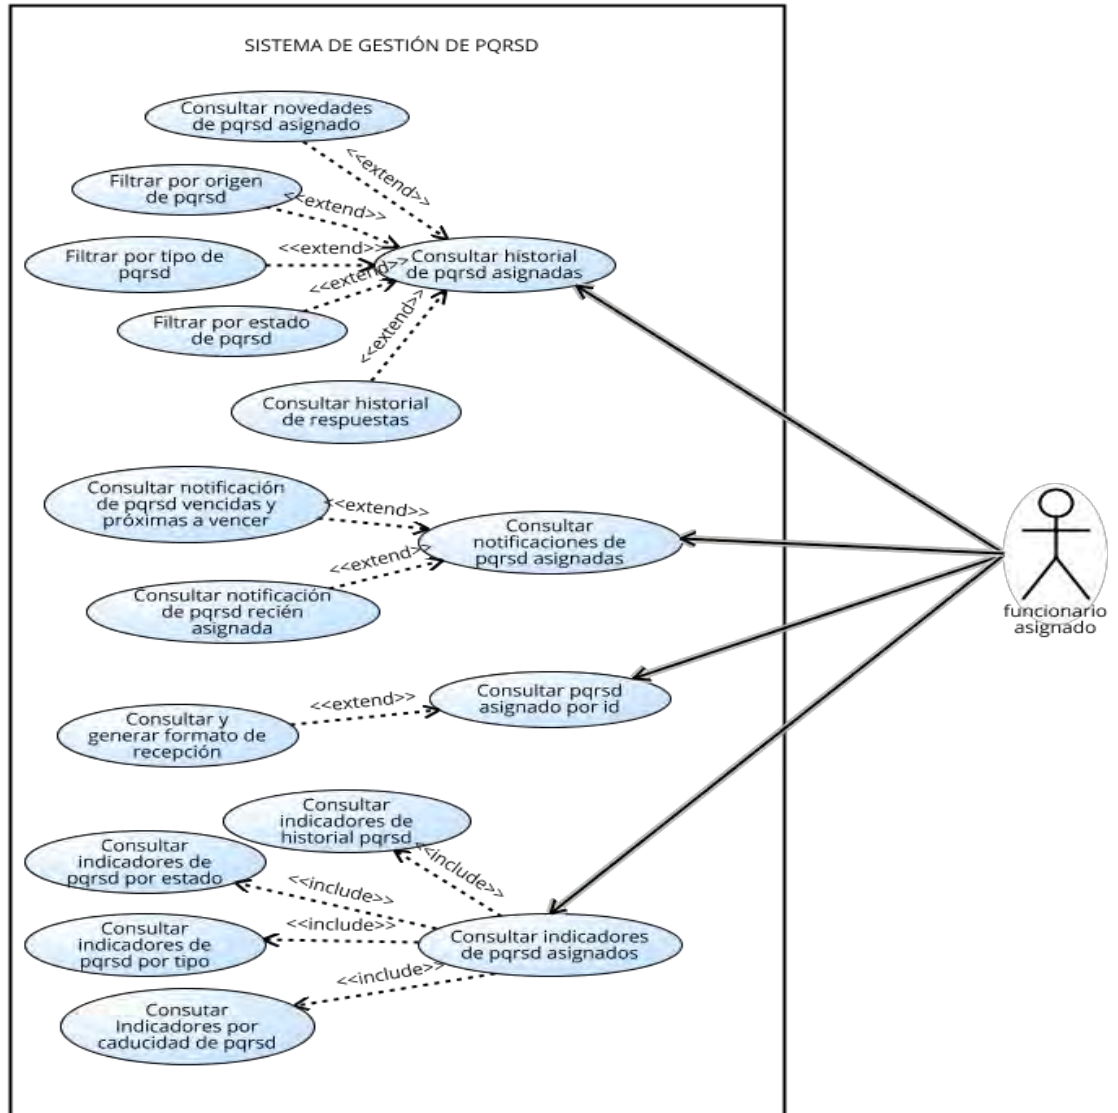 SISTEMA DE GESTIÓN DE PQRSD
Consultar novedades
de pqrsd asignado
<<extend>>
Filtrar por origen
de pqrsd
<<extend>>
Filtrar por tipo de
pqrsd
<<extend>>
Consultar historial
de pqrsd asignadas
<<extend>>
Filtrar por estado
de pqrsd
<<extend>>
Consultar historial
de respuestas
Consultar notificación
de pqrsd vencidas y
próximas a vencer
<<extend>>
Consultar
notificaciones de
pqrsd asignadas
<<extend>>
Consultar notificación
de pqrsd recién
asignada
funcionario
asignado
Consultar pqrsd
asignado por id
<<extend>>
Consultar y
generar formato de
recepción
Consultar
indicadores de
historial pqrsd
<<include>>
Consultar
indicadores de
pqrsd por estado
<<include>>
Consultar
indicadores de
pqrsd por tipo
<<include>>
Consultar indicadores
de pqrsd asignados
<<include>>
Consutar
Indicadores por
caducidad de pqrsd